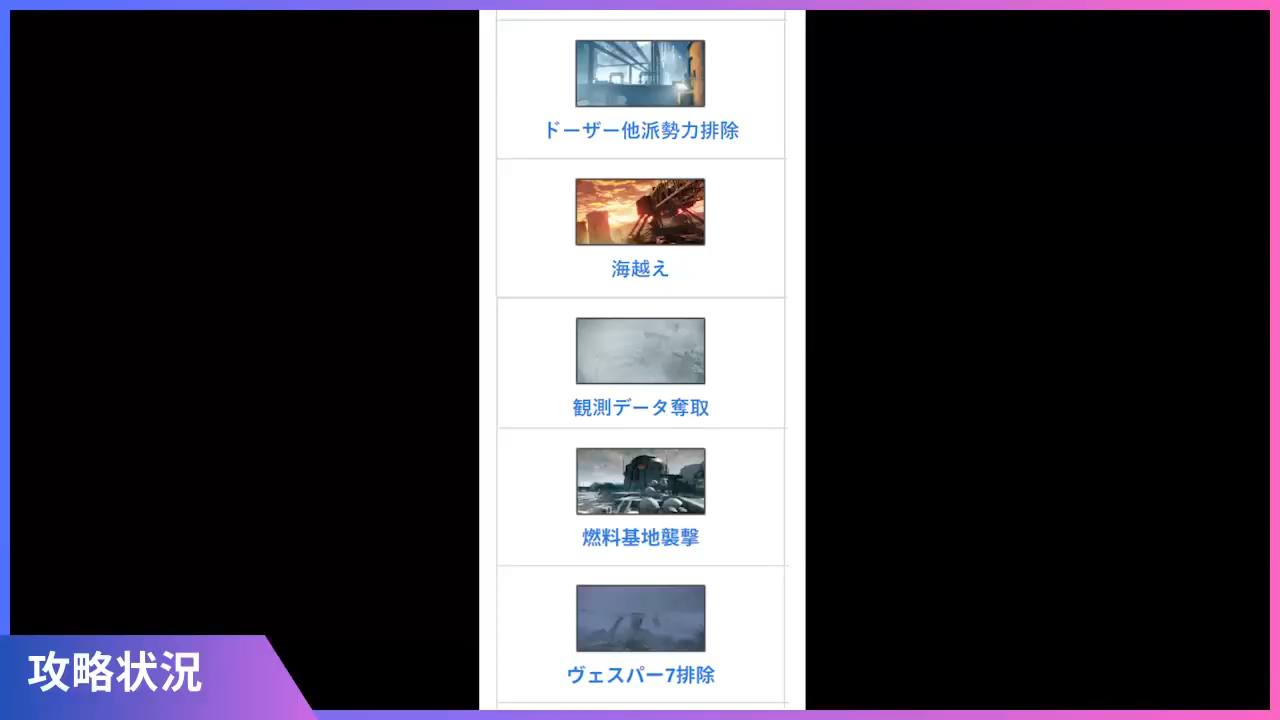 ドーザー他派勢力排除
海越え
観測データ奪取
燃料基地襲撃
ヴェスパー7排除
攻略状況